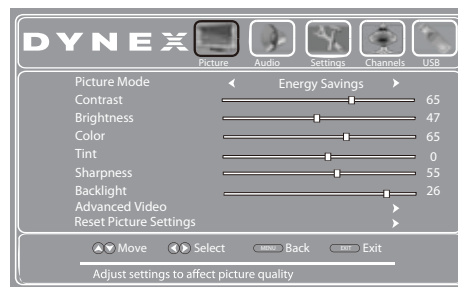 DYNEX
Picture Audio Settings Channels USB
Picture Mode Energy Savings
Contrast 65
Brightness 47
Color 65
Tint 0
Sharpness 55
Backlight 26
Advanced Video
Reset Picture Settings
Move Select MENU Back EXIT Exit
Adjust settings to affect picture quality